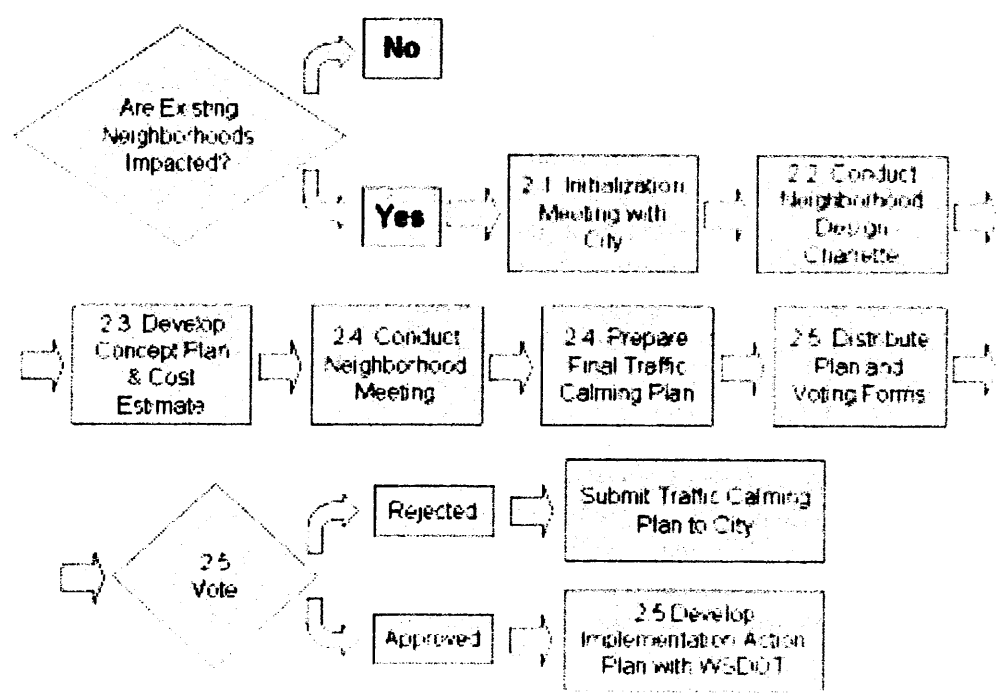 No
Are Existing
Neighborhoods
Impacted?
Yes
2.1 Initialization
Meeting with
City
2.2 Conduct
Neighborhood
Design
Charrette
2.3 Develop
Concept Plan
& Cost
Estimate
2.4 Conduct
Neighborhood
Meeting
2.4 Prepare
Final Traffic
Calming Plan
2.5 Distribute
Plan and
Voting Forms
2.5
Vote
Rejected
Submit Traffic Calming
Plan to City
Approved
2.5 Develop
Implementation Action
Plan with WSDOT